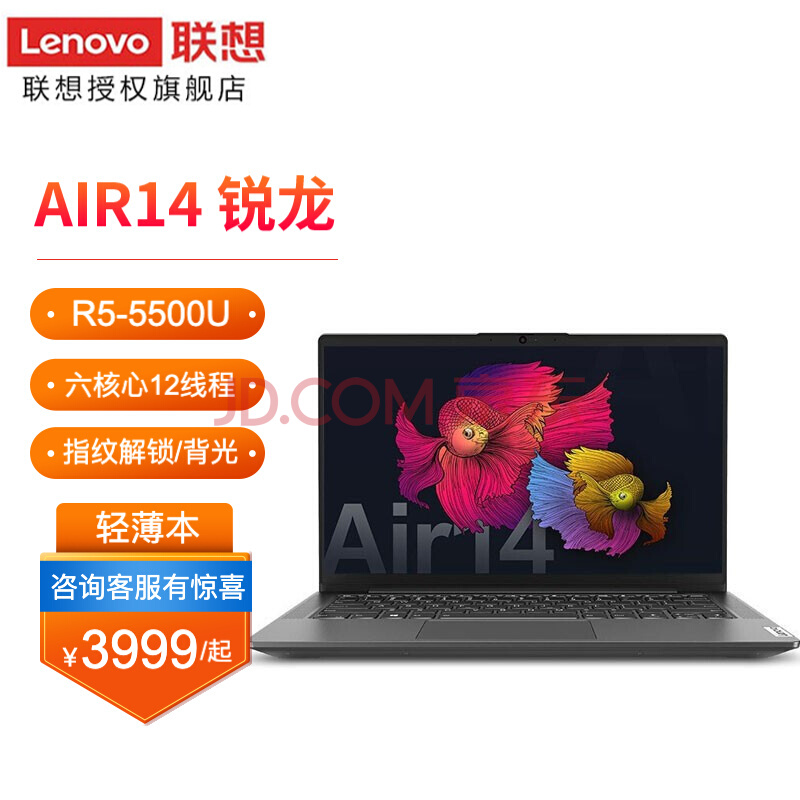 Lenovo 联想
联想授权旗舰店
AIR14 锐龙
· R5-5500U ·
· 六核心12线程 ·
JD.COM
· 指纹解锁/背光 ·
Air14
轻薄本
咨询客服有惊喜
¥3999/起